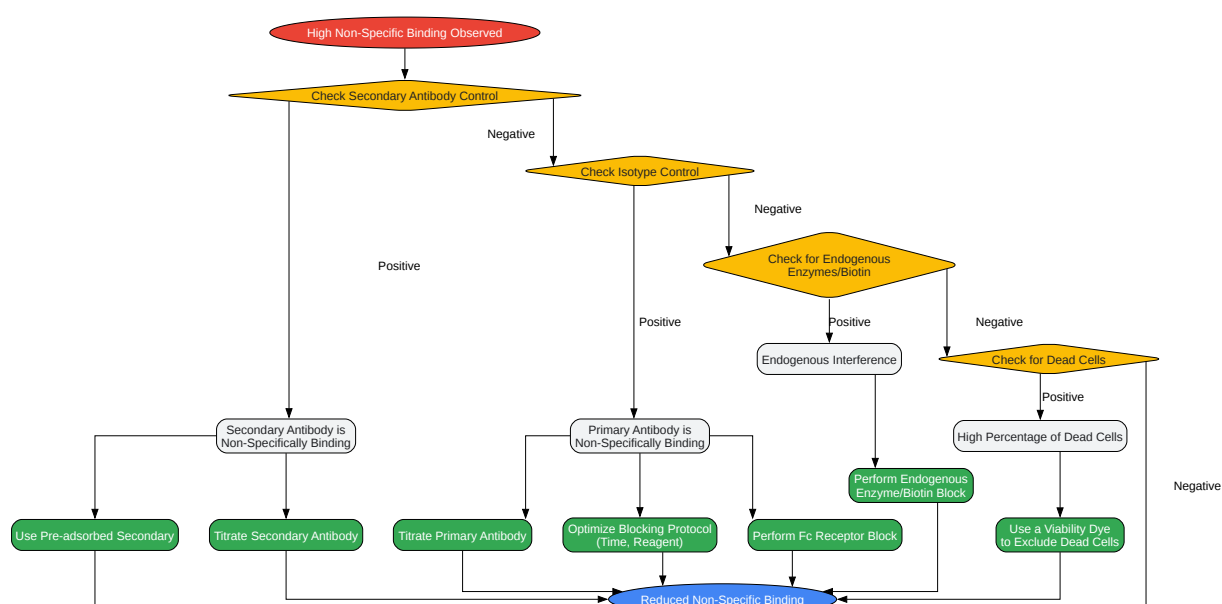 High Non-Specific Binding Observed
Check Secondary Antibody Control
Negative
Check Isotype Control
Negative
Check for Endogenous
Enzymes/Biotin
Positive
Positive
Positive
Negative
Endogenous Interference
Check for Dead Cells
Positive
Secondary Antibody is
Non-Specifically Binding
Primary Antibody is
Non-Specifically Binding
High Percentage of Dead Cells
Perform Endogenous
Enzyme/Biotin Block
Negative
Use Pre-adsorbed Secondary
Titrate Secondary Antibody
Titrate Primary Antibody
Optimize Blocking Protocol
(Time, Reagent)
Perform Fc Receptor Block
Use a Viability Dye
to Exclude Dead Cells
Reduced Non-Specific Binding